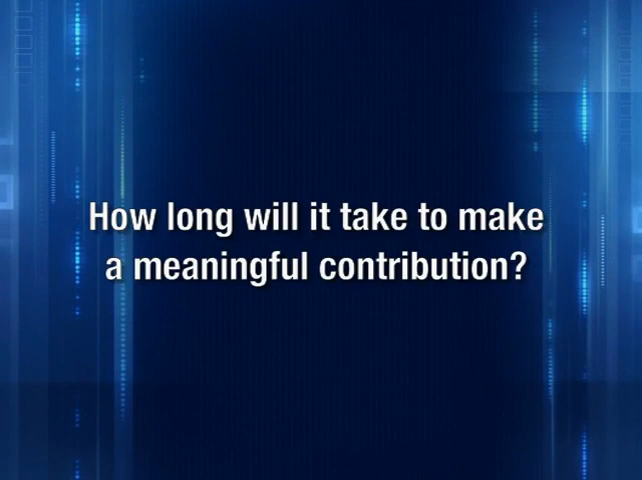 How long will it take to make
a meaningful contribution?